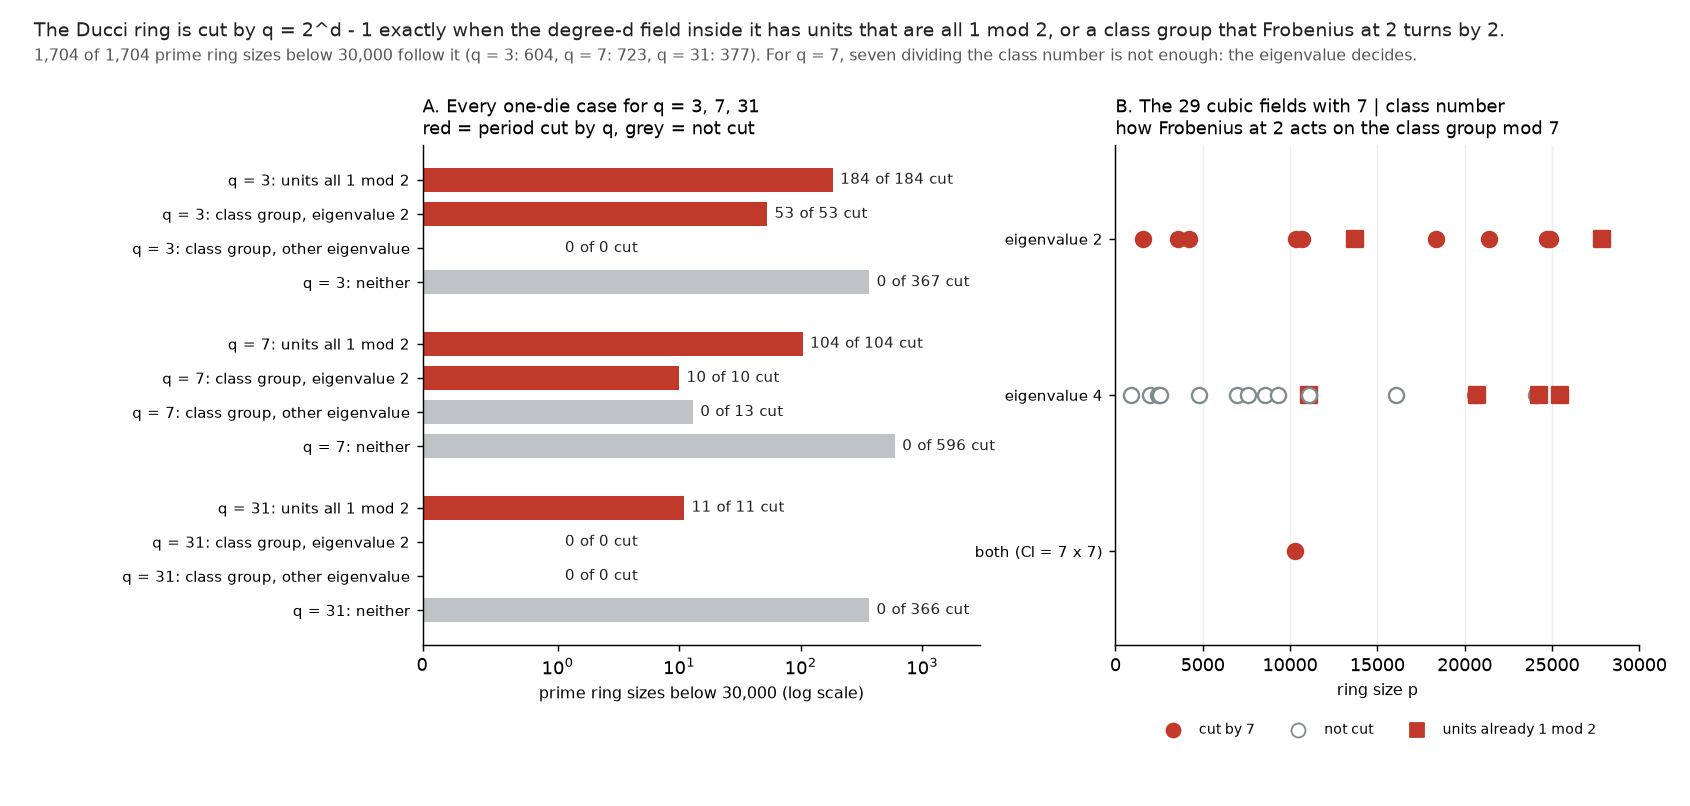 The Ducci ring is cut by q = 2^d - 1 exactly when the degree-d field inside it has units that are all 1 mod 2, or a class group that Frobenius at 2 turns by 2.
1,704 of 1,704 prime ring sizes below 30,000 follow it (q = 3: 604, q = 7: 723, q = 31: 377). For q = 7, seven dividing the class number is not enough: the eigenvalue decides.
A. Every one-die case for q = 3, 7, 31
red = period cut by q, grey = not cut
q = 3: units all 1 mod 2
184 of 184 cut
q = 3: class group, eigenvalue 2
53 of 53 cut
q = 3: class group, other eigenvalue
0 of 0 cut
q = 3: neither
0 of 367 cut
q = 7: units all 1 mod 2
104 of 104 cut
q = 7: class group, eigenvalue 2
10 of 10 cut
q = 7: class group, other eigenvalue
0 of 13 cut
q = 7: neither
0 of 596 cut
q = 31: units all 1 mod 2
11 of 11 cut
q = 31: class group, eigenvalue 2
0 of 0 cut
q = 31: class group, other eigenvalue
0 of 0 cut
q = 31: neither
0 of 366 cut
0 10^0 10^1 10^2 10^3
prime ring sizes below 30,000 (log scale)
B. The 29 cubic fields with 7 | class number
how Frobenius at 2 acts on the class group mod 7
eigenvalue 2
eigenvalue 4
both (Cl = 7 x 7)
0 5000 10000 15000 20000 25000 30000
ring size p
cut by 7 not cut units already 1 mod 2